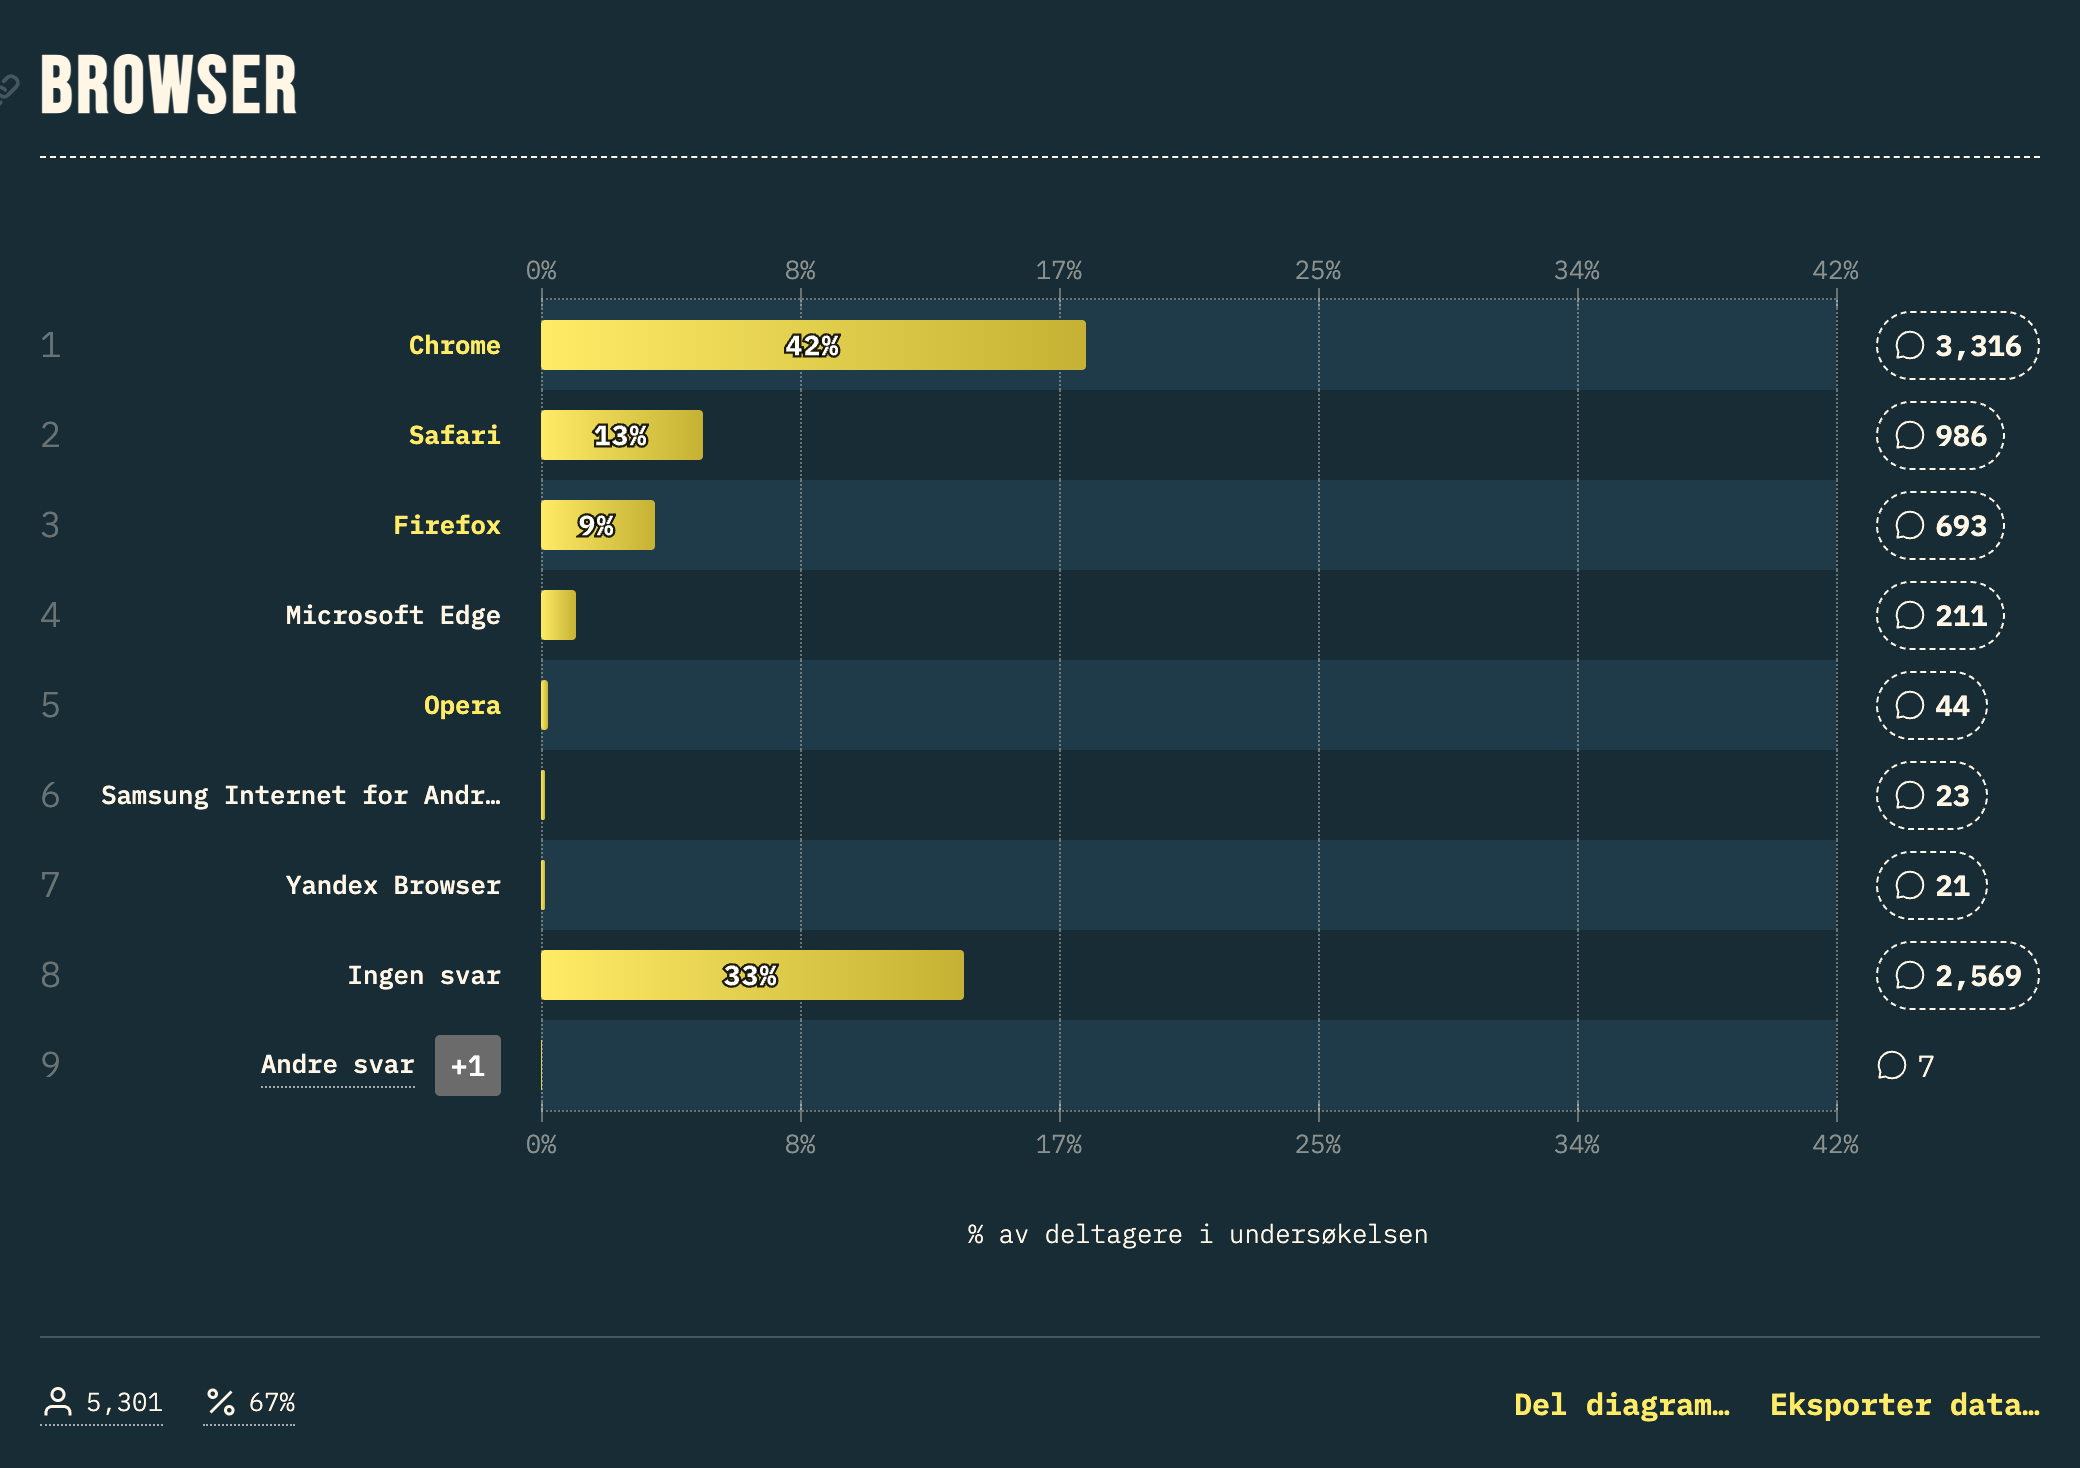 BROWSER
0% 8% 17% 25% 34% 42%
1 Chrome 42% 3,316
2 Safari 13% 986
3 Firefox 9% 693
4 Microsoft Edge 211
5 Opera 44
6 Samsung Internet for Andr… 23
7 Yandex Browser 21
8 Ingen svar 33% 2,569
9 Andre svar +1 7
0% 8% 17% 25% 34% 42%
% av deltagere i undersøkelsen
5,301 67% Del diagram… Eksporter data…